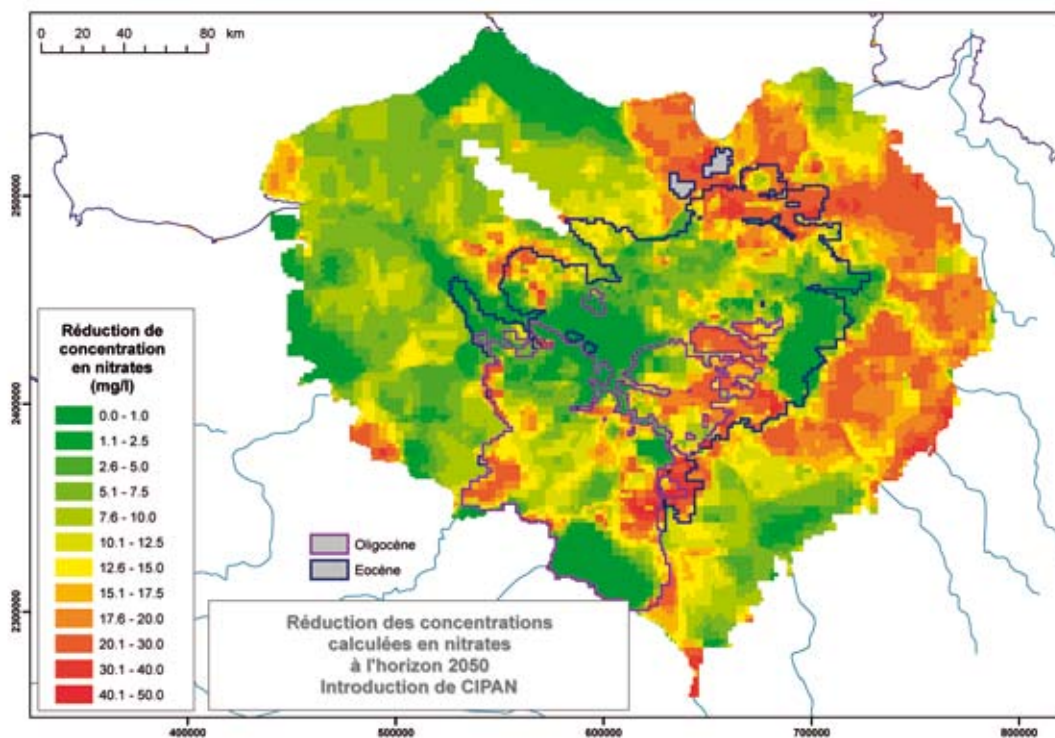 0 20 40 60 80 km
2500000
2400000
2300000
Réduction de
concentration
en nitrates
(mg/l)
0.0 - 1.0
1.1 - 2.5
2.6 - 5.0
5.1 - 7.5
7.6 - 10.0
10.1 - 12.5
12.6 - 15.0
15.1 - 17.5
17.6 - 20.0
20.1 - 30.0
30.1 - 40.0
40.1 - 50.0
Oligocène
Eocène
Réduction des concentrations
calculées en nitrates
à l'horizon 2050
Introduction de CIPAN
400000 500000 600000 700000 800000